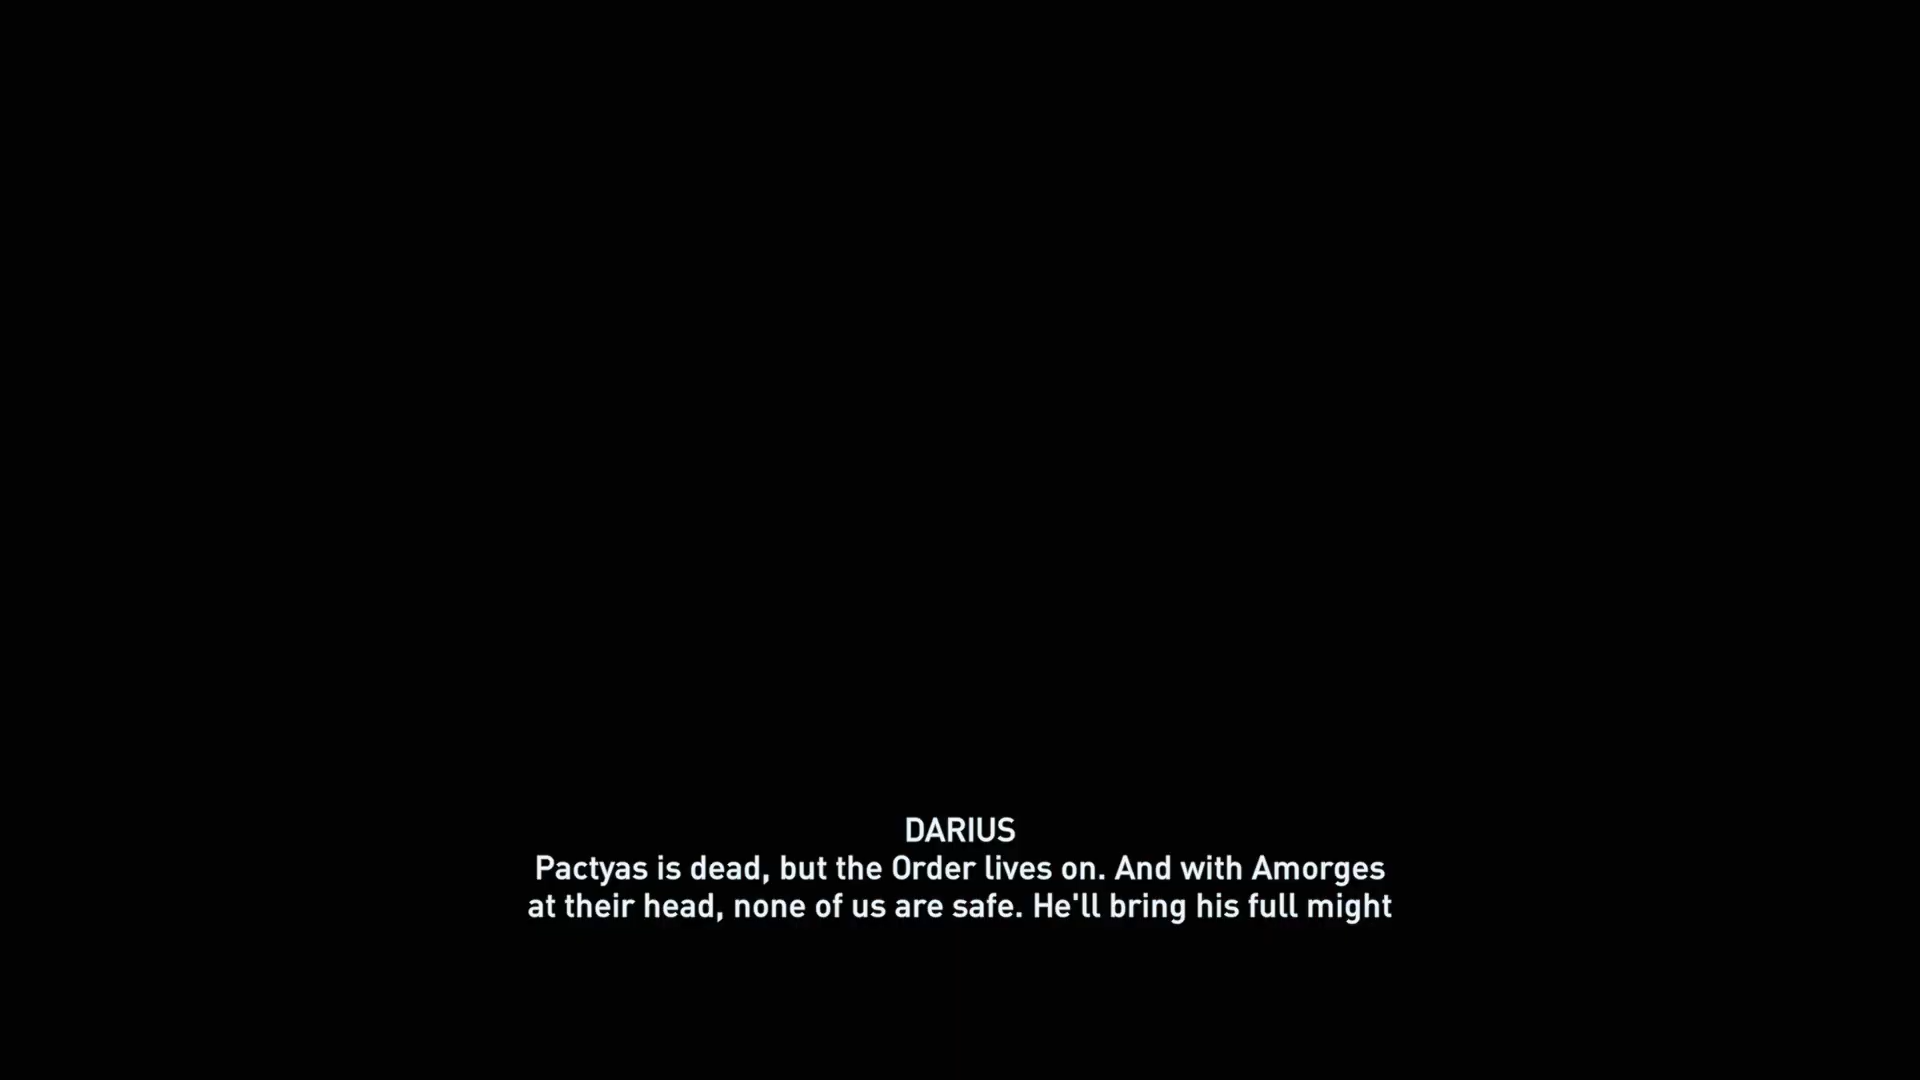 DARIUS
Pactyas is dead, but the Order lives on. And with Amorges
at their head, none of us are safe. He'll bring his full might